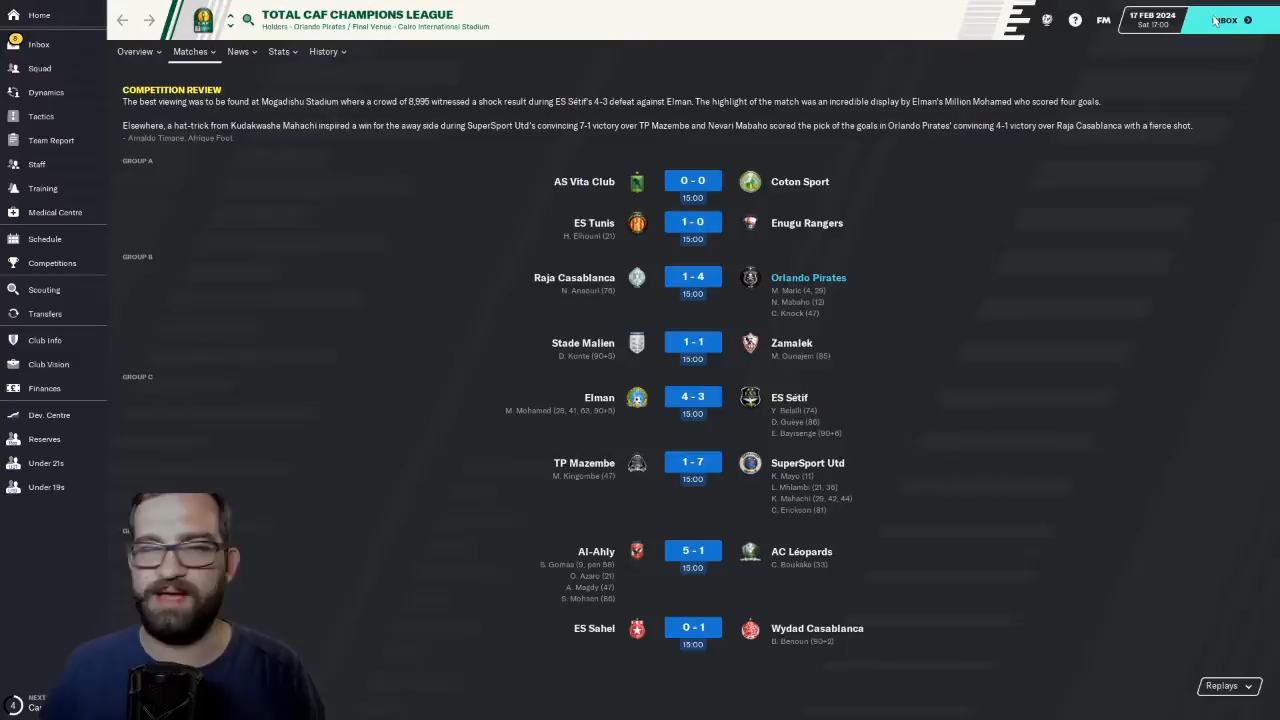 Home
TOTAL CAF CHAMPIONS LEAGUE
Holders - Orlando Pirates / Final Venue - Cairo International Stadium
FM
17 FEB 2024
Sat 17:00
8
Inbox
Overview
Matches
News
Stats
History
Squad
Dynamics
Tactics
Team Report
Staff
Training
Medical Centre
Schedule
Competitions
Scouting
Transfers
Club Info
Club Vision
Finances
Dev. Centre
Reserves
Under 21s
Under 19s
COMPETITION REVIEW
The best viewing was to be found at Mogadishu Stadium where a crowd of 8,995 witnessed a shock result during ES Sétif's 4-3 defeat against Elman. The highlight of the match was an incredible display by Elman's Million Mohamed who scored four goals.
Elsewhere, a hat-trick from Kudakwashe Mahachi inspired a win for the away side during SuperSport Utd's convincing 7-1 victory over TP Mazembe and Nevari Mabaho scored the pick of the goals in Orlando Pirates' convincing 4-1 victory over Raja Casablanca with a fierce shot.
- Arnaldo Timane, Afrique Foot.
GROUP A
AS Vita Club 0 - 0 Coton Sport
15:00
ES Tunis 1 - 0 Enugu Rangers
H. Elhouni (21) 15:00
GROUP B
Raja Casablanca 1 - 4 Orlando Pirates
N. Anaouri (76) 15:00 M. Maric (4, 29)
N. Mabaho (12)
C. Knock (47)
Stade Malien 1 - 1 Zamalek
D. Konte (90+5) 15:00 M. Ounajem (85)
GROUP C
Elman 4 - 3 ES Sétif
M. Mohamed (28, 41, 63, 90+5) 15:00 Y. Belaïli (74)
D. Gueye (86)
E. Bayisenge (90+6)
TP Mazembe 1 - 7 SuperSport Utd
M. Kingombe (47) 15:00 K. Mayo (11)
L. Mhlambi (21, 36)
K. Mahachi (29, 42, 44)
C. Erickson (81)
Al-Ahly 5 - 1 AC Léopards
S. Gomaa (9, pen 58) 15:00 C. Boukaka (33)
O. Azaro (21)
A. Magdy (47)
S. Mohsen (86)
ES Sahel 0 - 1 Wydad Casablanca
15:00 B. Benoun (90+2)
Replays
4